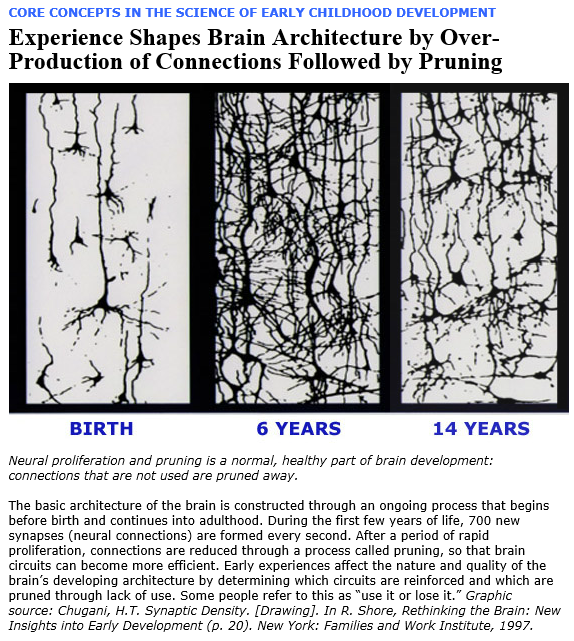 CORE CONCEPTS IN THE SCIENCE OF EARLY CHILDHOOD DEVELOPMENT
Experience Shapes Brain Architecture by Over-
Production of Connections Followed by Pruning
BIRTH
6 YEARS
14 YEARS
Neural proliferation and pruning is a normal, healthy part of brain development:
connections that are not used are pruned away.
The basic architecture of the brain is constructed through an ongoing process that begins
before birth and continues into adulthood. During the first few years of life, 700 new
synapses (neural connections) are formed every second. After a period of rapid
proliferation, connections are reduced through a process called pruning, so that brain
circuits can become more efficient. Early experiences affect the nature and quality of the
brain’s developing architecture by determining which circuits are reinforced and which are
pruned through lack of use. Some people refer to this as “use it or lose it.” Graphic
source: Chugani, H.T. Synaptic Density. [Drawing]. In R. Shore, Rethinking the Brain: New
Insights into Early Development (p. 20). New York: Families and Work Institute, 1997.